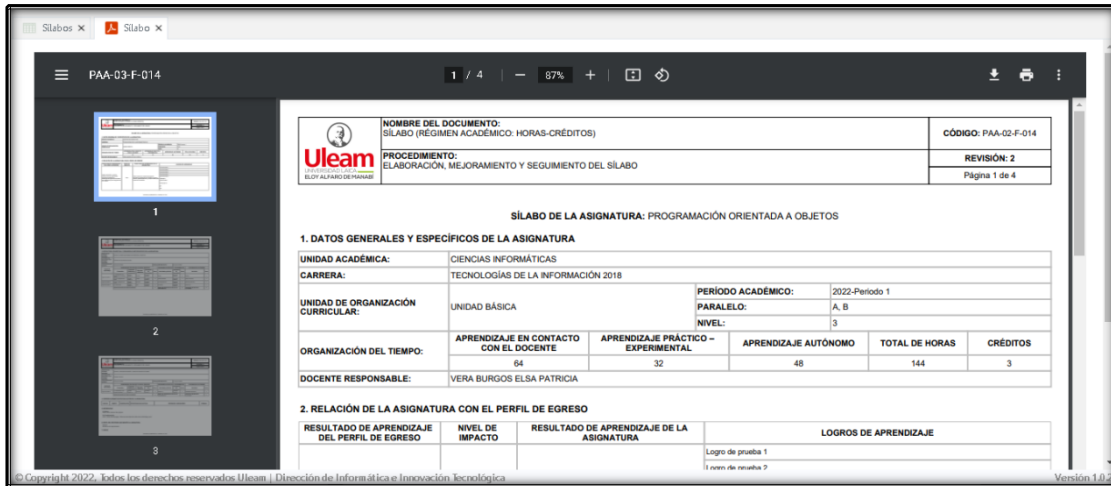 Sílabos ×
Sílabo ×
PAA-03-F-014
1 / 4 | − 87% + |
1
2
3
Uleam
UNIVERSIDAD LAICA
ELOY ALFARO DE MANABÍ
NOMBRE DEL DOCUMENTO:
SÍLABO (RÉGIMEN ACADÉMICO: HORAS-CRÉDITOS)
CÓDIGO: PAA-02-F-014
PROCEDIMIENTO:
ELABORACIÓN, MEJORAMIENTO Y SEGUIMIENTO DEL SÍLABO
REVISIÓN: 2
Página 1 de 4
SÍLABO DE LA ASIGNATURA: PROGRAMACIÓN ORIENTADA A OBJETOS
1. DATOS GENERALES Y ESPECÍFICOS DE LA ASIGNATURA
UNIDAD ACADÉMICA: CIENCIAS INFORMÁTICAS
CARRERA: TECNOLOGÍAS DE LA INFORMACIÓN 2018
UNIDAD DE ORGANIZACIÓN CURRICULAR: UNIDAD BÁSICA
PERÍODO ACADÉMICO: 2022-Periodo 1
PARALELO: A, B
NIVEL: 3
ORGANIZACIÓN DEL TIEMPO:
APRENDIZAJE EN CONTACTO CON EL DOCENTE
APRENDIZAJE PRÁCTICO – EXPERIMENTAL
APRENDIZAJE AUTÓNOMO
TOTAL DE HORAS
CRÉDITOS
64 32 48 144 3
DOCENTE RESPONSABLE: VERA BURGOS ELSA PATRICIA
2. RELACIÓN DE LA ASIGNATURA CON EL PERFIL DE EGRESO
RESULTADO DE APRENDIZAJE DEL PERFIL DE EGRESO
NIVEL DE IMPACTO
RESULTADO DE APRENDIZAJE DE LA ASIGNATURA
LOGROS DE APRENDIZAJE
Logro de prueba 1
Logro de prueba 2
© Copyright 2022, Todos los derechos reservados Uleam | Dirección de Informática e Innovación Tecnológica
Versión 1.0.2